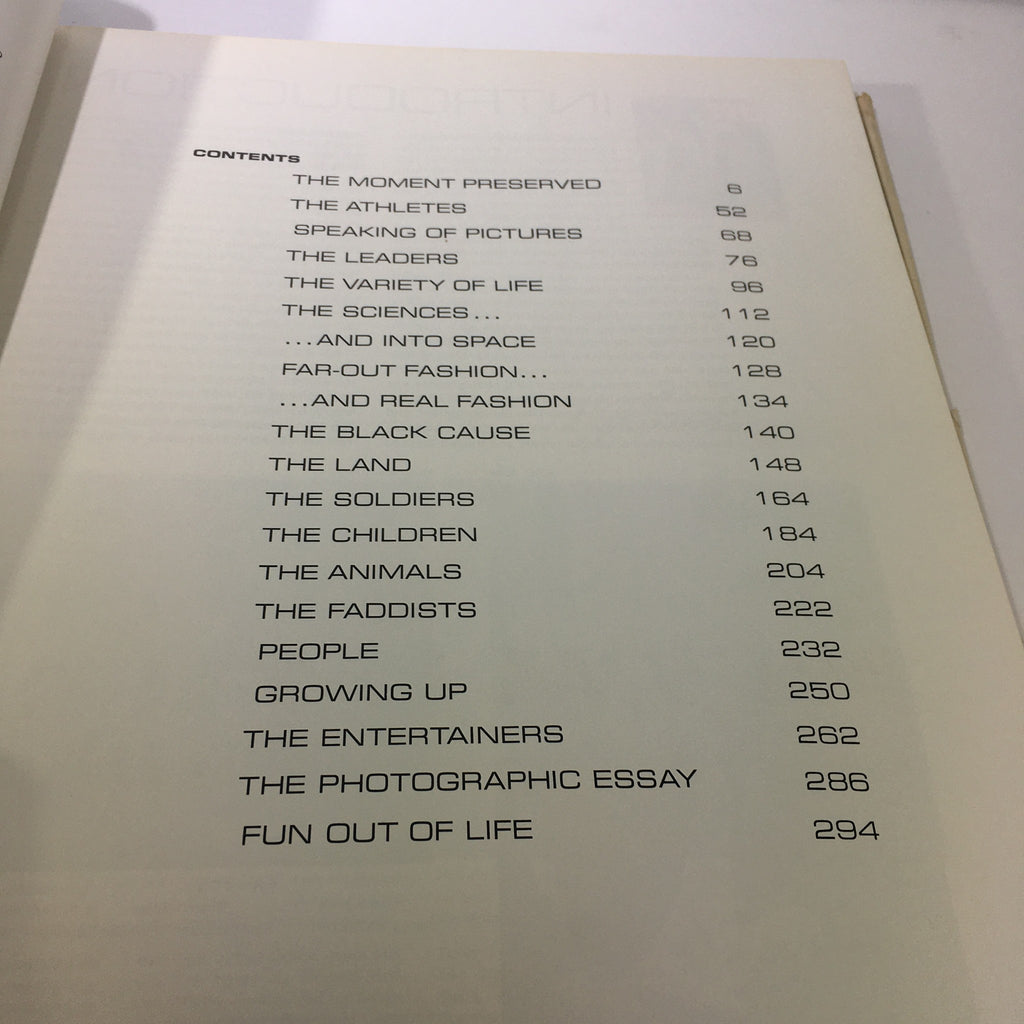 CONTENTS
THE MOMENT PRESERVED 6
THE ATHLETES 52
SPEAKING OF PICTURES 68
THE LEADERS 76
THE VARIETY OF LIFE 96
THE SCIENCES... 112
...AND INTO SPACE 120
FAR-OUT FASHION... 128
...AND REAL FASHION 134
THE BLACK CAUSE 140
THE LAND 148
THE SOLDIERS 164
THE CHILDREN 184
THE ANIMALS 204
THE FADDISTS 222
PEOPLE 232
GROWING UP 250
THE ENTERTAINERS 262
THE PHOTOGRAPHIC ESSAY 286
FUN OUT OF LIFE 294